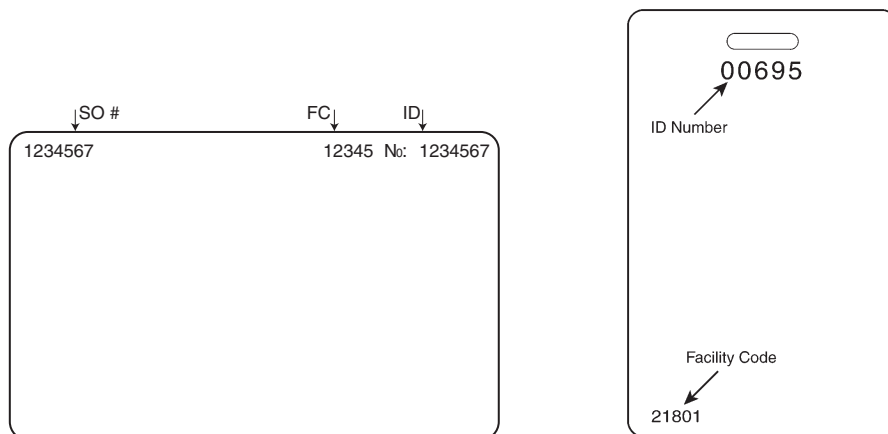 SO # FC ID
1234567 12345 No: 1234567
00695
ID Number
Facility Code
21801